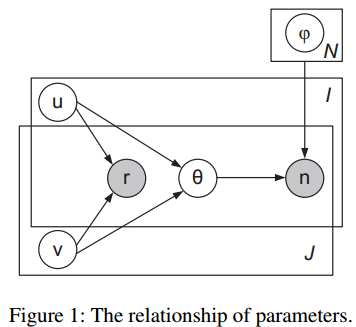 φ
N
I
u
r
θ
n
v
J
Figure 1: The relationship of parameters.